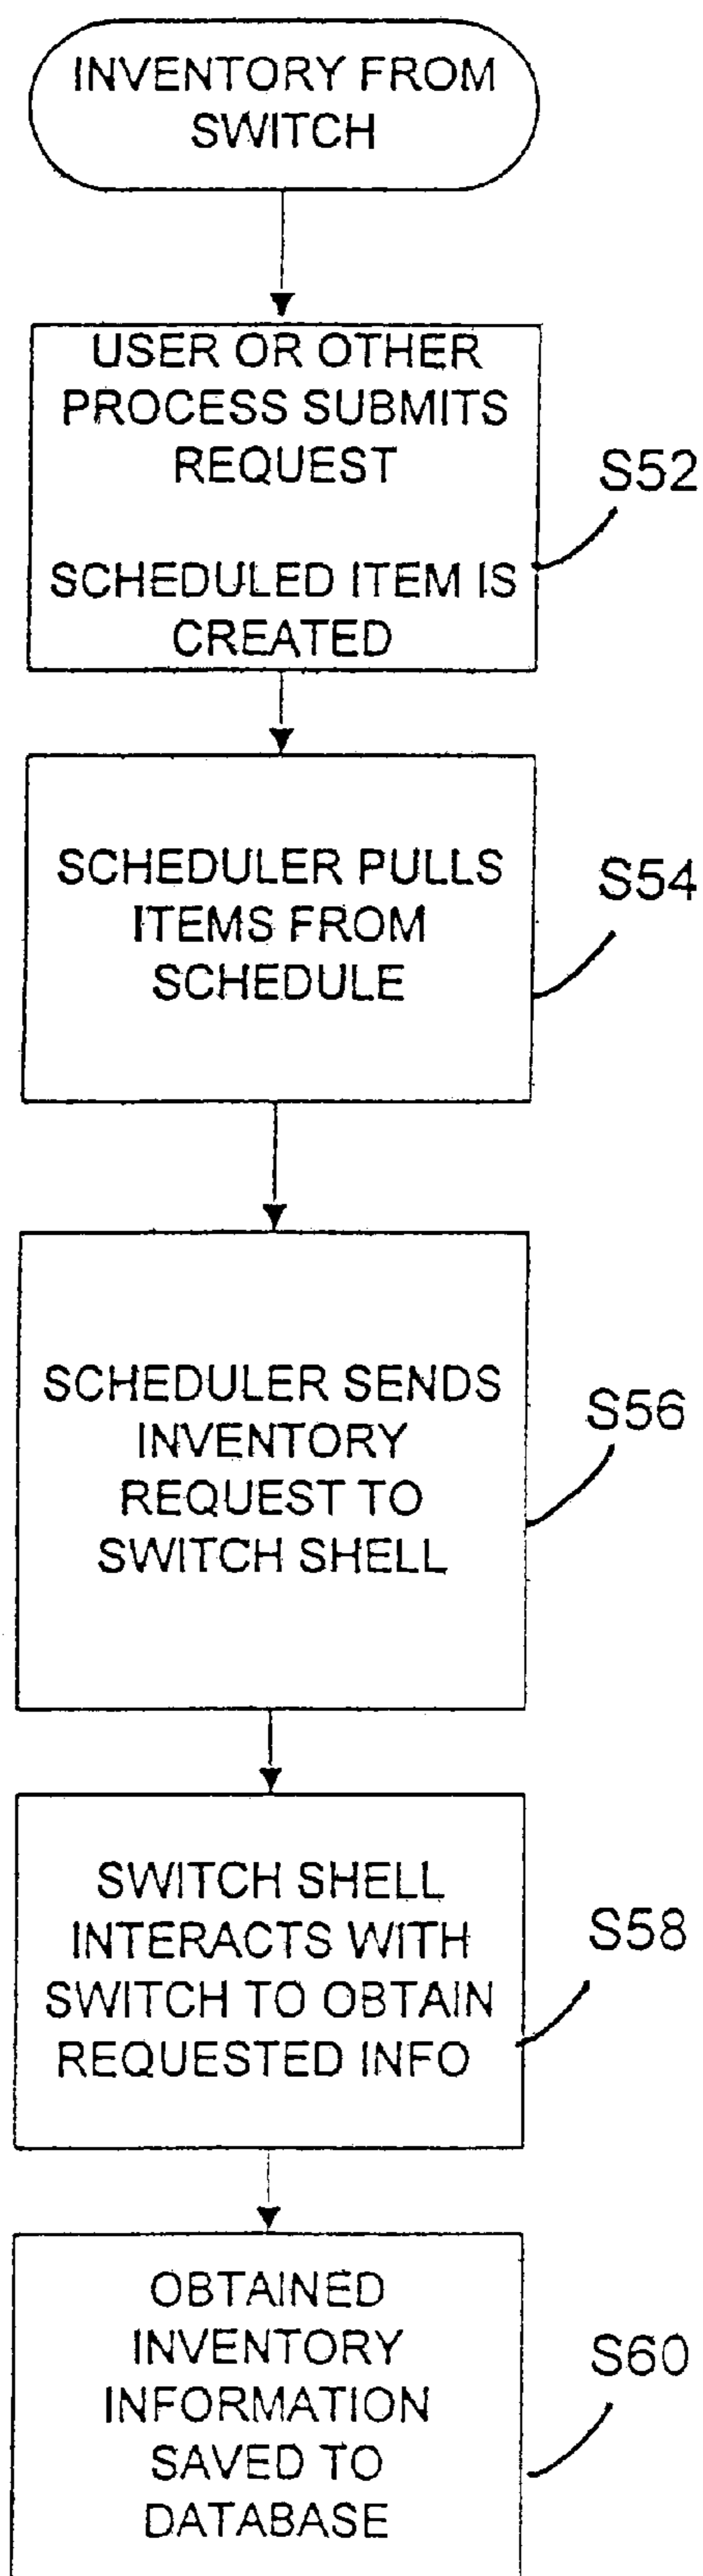 INVENTORY FROM
SWITCH
USER OR OTHER
PROCESS SUBMITS
REQUEST
SCHEDULED ITEM IS
CREATED
S52
SCHEDULER PULLS
ITEMS FROM
SCHEDULE
S54
SCHEDULER SENDS
INVENTORY
REQUEST TO
SWITCH SHELL
S56
SWITCH SHELL
INTERACTS WITH
SWITCH TO OBTAIN
REQUESTED INFO
S58
OBTAINED
INVENTORY
INFORMATION
SAVED TO
DATABASE
S60